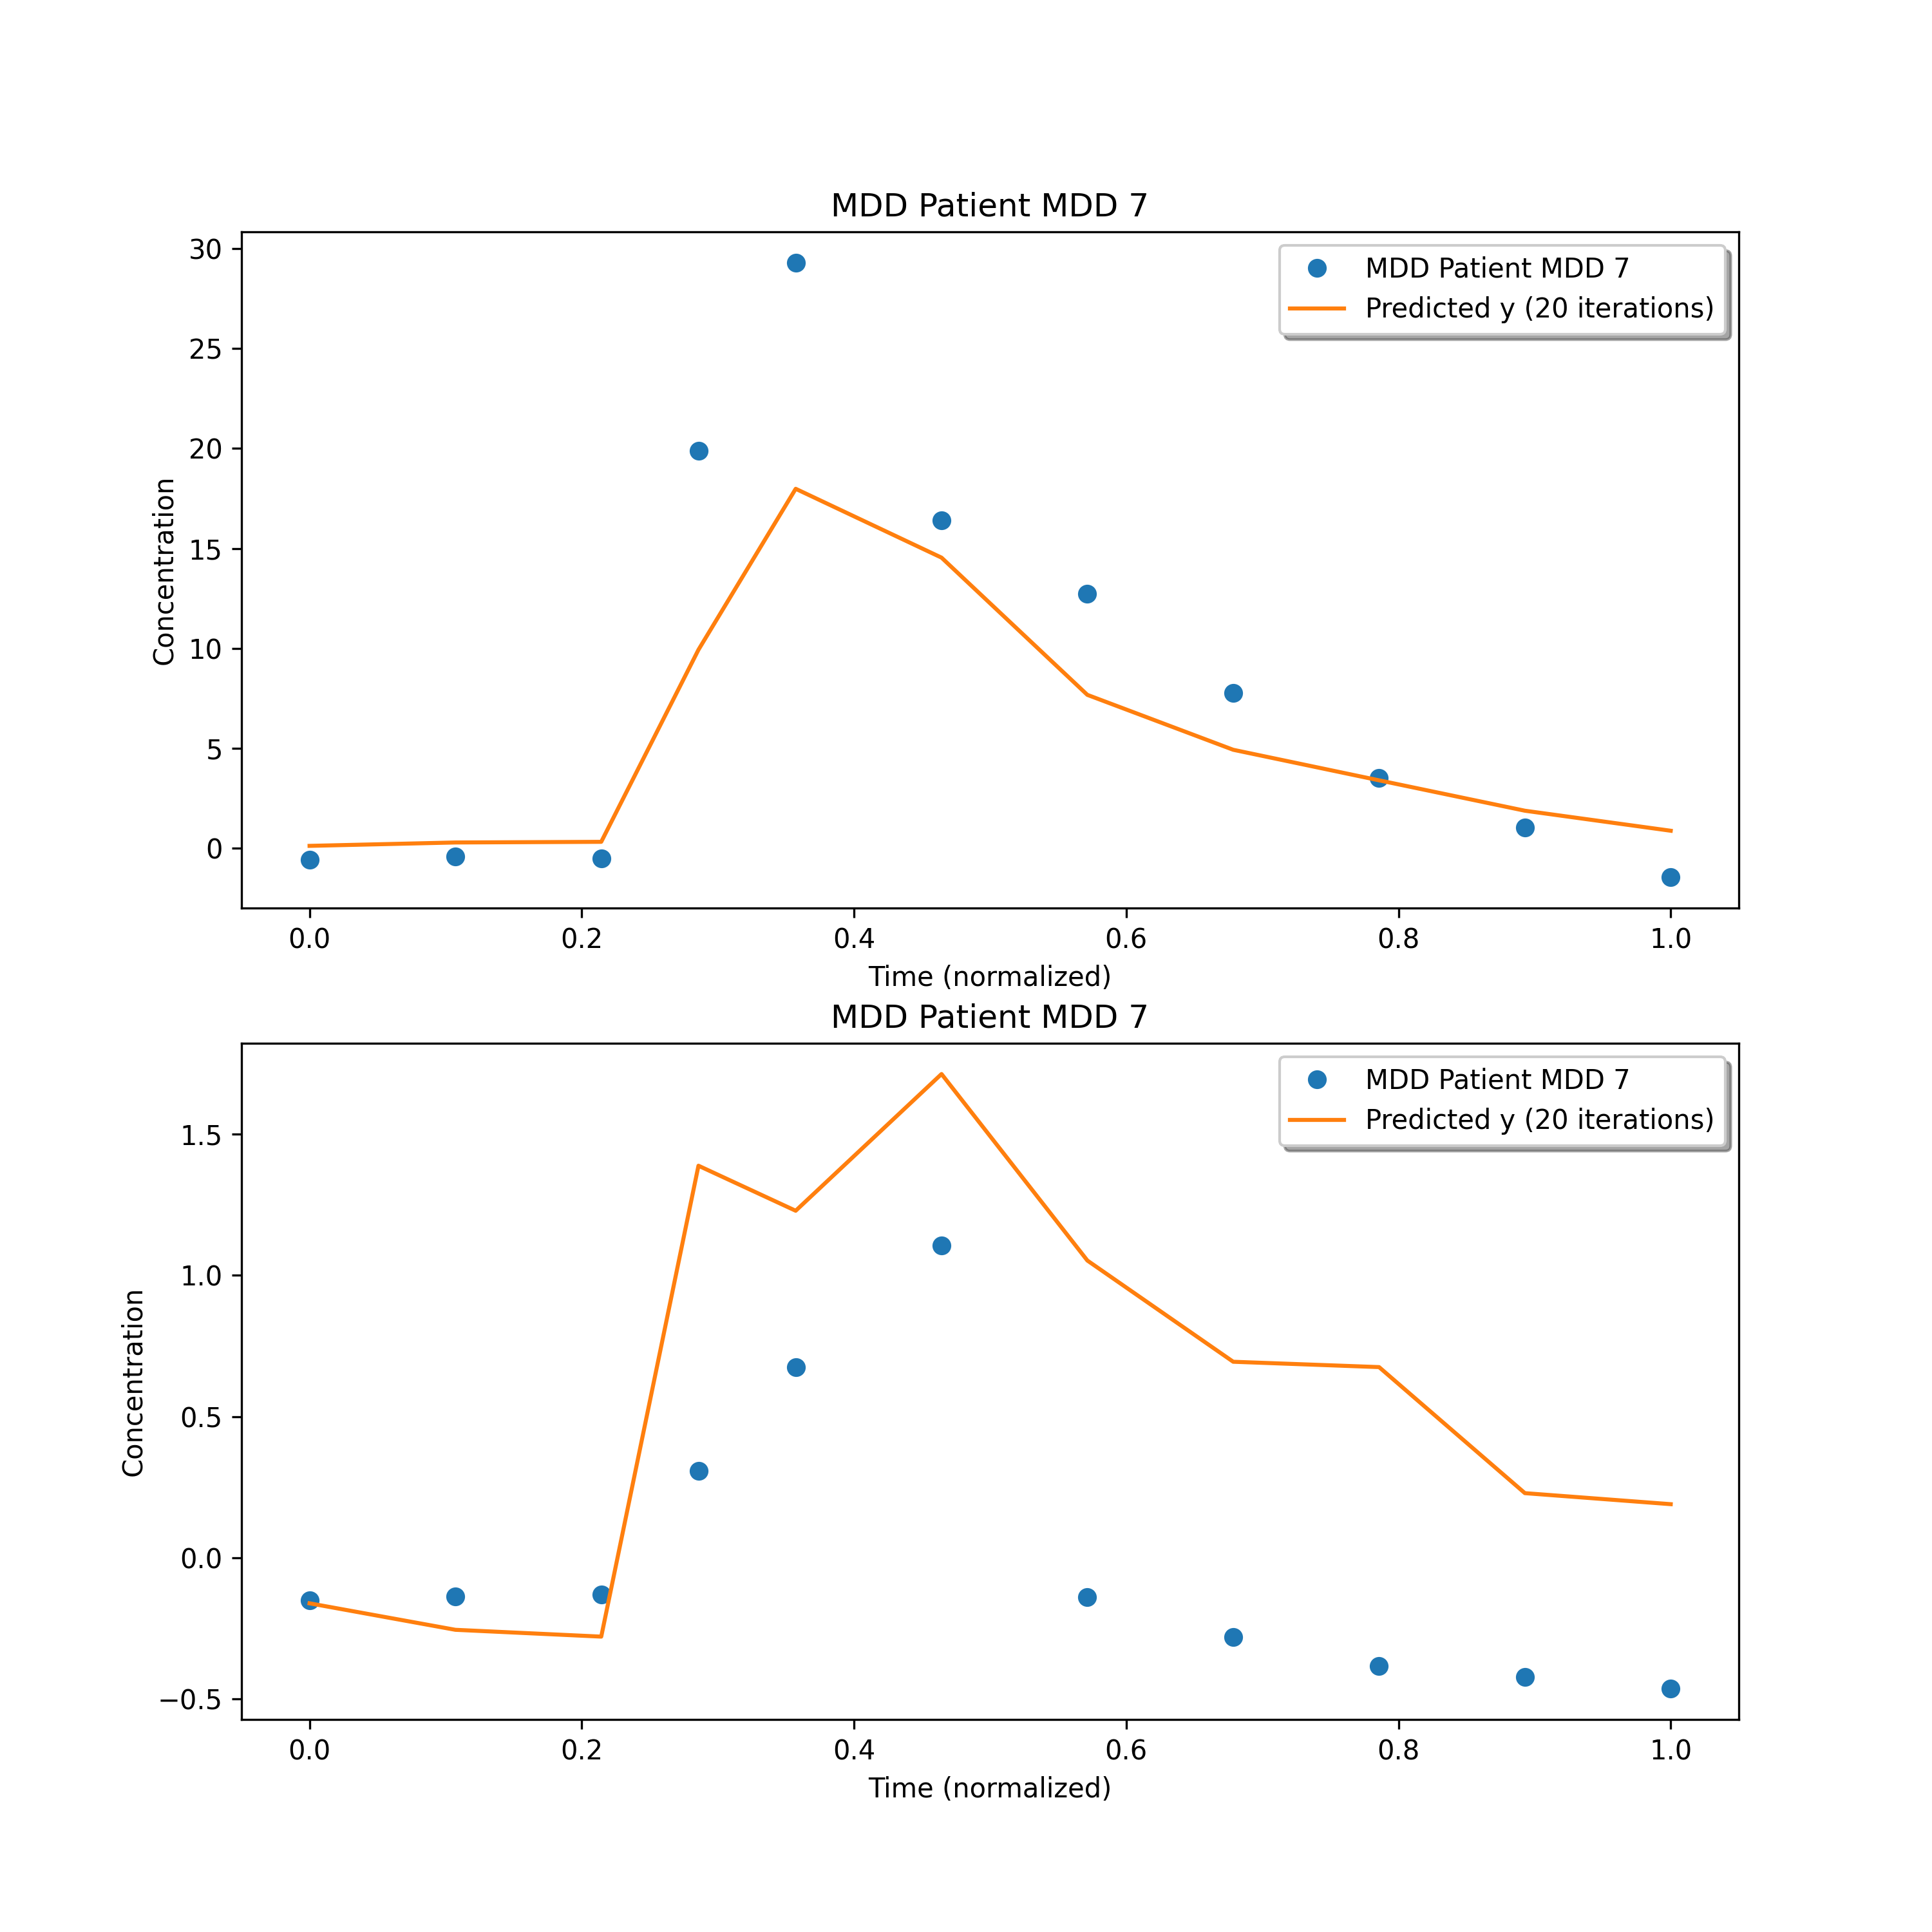 MDD Patient MDD 7
MDD Patient MDD 7
Predicted y (20 iterations)
30
25
20
15
10
5
0
Concentration
0.0 0.2 0.4 0.6 0.8 1.0
Time (normalized)
MDD Patient MDD 7
MDD Patient MDD 7
Predicted y (20 iterations)
1.5
1.0
0.5
0.0
−0.5
Concentration
0.0 0.2 0.4 0.6 0.8 1.0
Time (normalized)